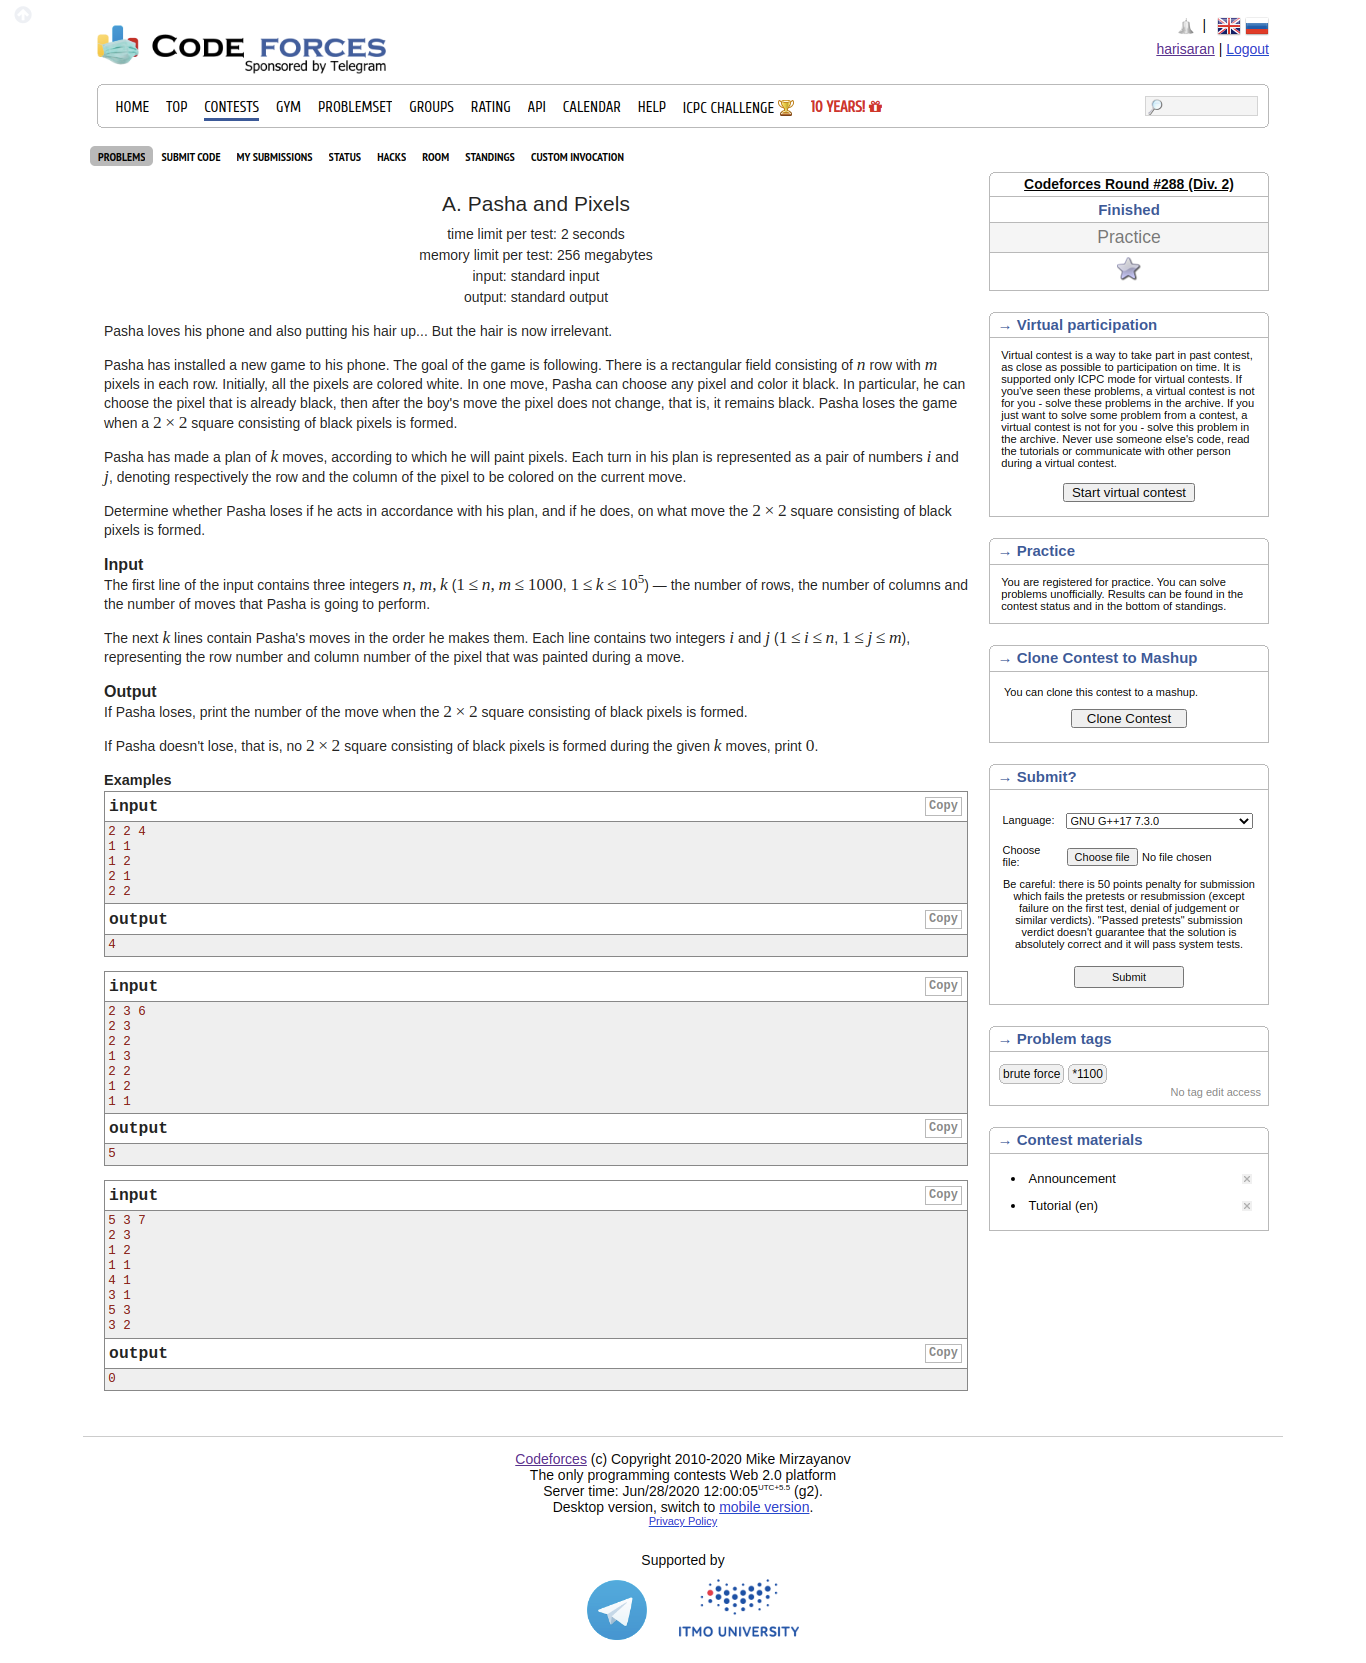 CODE FORCES
Sponsored by Telegram
|
harisaran | Logout
HOME TOP CONTESTS GYM PROBLEMSET GROUPS RATING API CALENDAR HELP ICPC CHALLENGE 10 YEARS!
PROBLEMS SUBMIT CODE MY SUBMISSIONS STATUS HACKS ROOM STANDINGS CUSTOM INVOCATION
A. Pasha and Pixels
time limit per test: 2 seconds
memory limit per test: 256 megabytes
input: standard input
output: standard output
Pasha loves his phone and also putting his hair up... But the hair is now irrelevant.
Pasha has installed a new game to his phone. The goal of the game is following. There is a rectangular field consisting of n row with m
pixels in each row. Initially, all the pixels are colored white. In one move, Pasha can choose any pixel and color it black. In particular, he can
choose the pixel that is already black, then after the boy's move the pixel does not change, that is, it remains black. Pasha loses the game
when a 2 × 2 square consisting of black pixels is formed.
Pasha has made a plan of k moves, according to which he will paint pixels. Each turn in his plan is represented as a pair of numbers i and
j, denoting respectively the row and the column of the pixel to be colored on the current move.
Determine whether Pasha loses if he acts in accordance with his plan, and if he does, on what move the 2 × 2 square consisting of black
pixels is formed.
Input
The first line of the input contains three integers n, m, k (1 ≤ n, m ≤ 1000, 1 ≤ k ≤ 10⁵) — the number of rows, the number of columns and
the number of moves that Pasha is going to perform.
The next k lines contain Pasha's moves in the order he makes them. Each line contains two integers i and j (1 ≤ i ≤ n, 1 ≤ j ≤ m),
representing the row number and column number of the pixel that was painted during a move.
Output
If Pasha loses, print the number of the move when the 2 × 2 square consisting of black pixels is formed.
If Pasha doesn't lose, that is, no 2 × 2 square consisting of black pixels is formed during the given k moves, print 0.
Examples
input Copy
2 2 4
1 1
1 2
2 1
2 2
output Copy
4
input Copy
2 3 6
2 3
2 2
1 3
2 2
1 2
1 1
output Copy
5
input Copy
5 3 7
2 3
1 2
1 1
4 1
3 1
5 3
3 2
output Copy
0
Codeforces Round #288 (Div. 2)
Finished
Practice
→ Virtual participation
Virtual contest is a way to take part in past contest,
as close as possible to participation on time. It is
supported only ICPC mode for virtual contests. If
you've seen these problems, a virtual contest is not
for you - solve these problems in the archive. If you
just want to solve some problem from a contest, a
virtual contest is not for you - solve this problem in
the archive. Never use someone else's code, read
the tutorials or communicate with other person
during a virtual contest.
Start virtual contest
→ Practice
You are registered for practice. You can solve
problems unofficially. Results can be found in the
contest status and in the bottom of standings.
→ Clone Contest to Mashup
You can clone this contest to a mashup.
Clone Contest
→ Submit?
Language: GNU G++17 7.3.0
Choose
file: Choose file No file chosen
Be careful: there is 50 points penalty for submission
which fails the pretests or resubmission (except
failure on the first test, denial of judgement or
similar verdicts). "Passed pretests" submission
verdict doesn't guarantee that the solution is
absolutely correct and it will pass system tests.
Submit
→ Problem tags
brute force *1100
No tag edit access
→ Contest materials
• Announcement
• Tutorial (en)
Codeforces (c) Copyright 2010-2020 Mike Mirzayanov
The only programming contests Web 2.0 platform
Server time: Jun/28/2020 12:00:05UTC+5.5 (g2).
Desktop version, switch to mobile version.
Privacy Policy
Supported by
ITMO UNIVERSITY